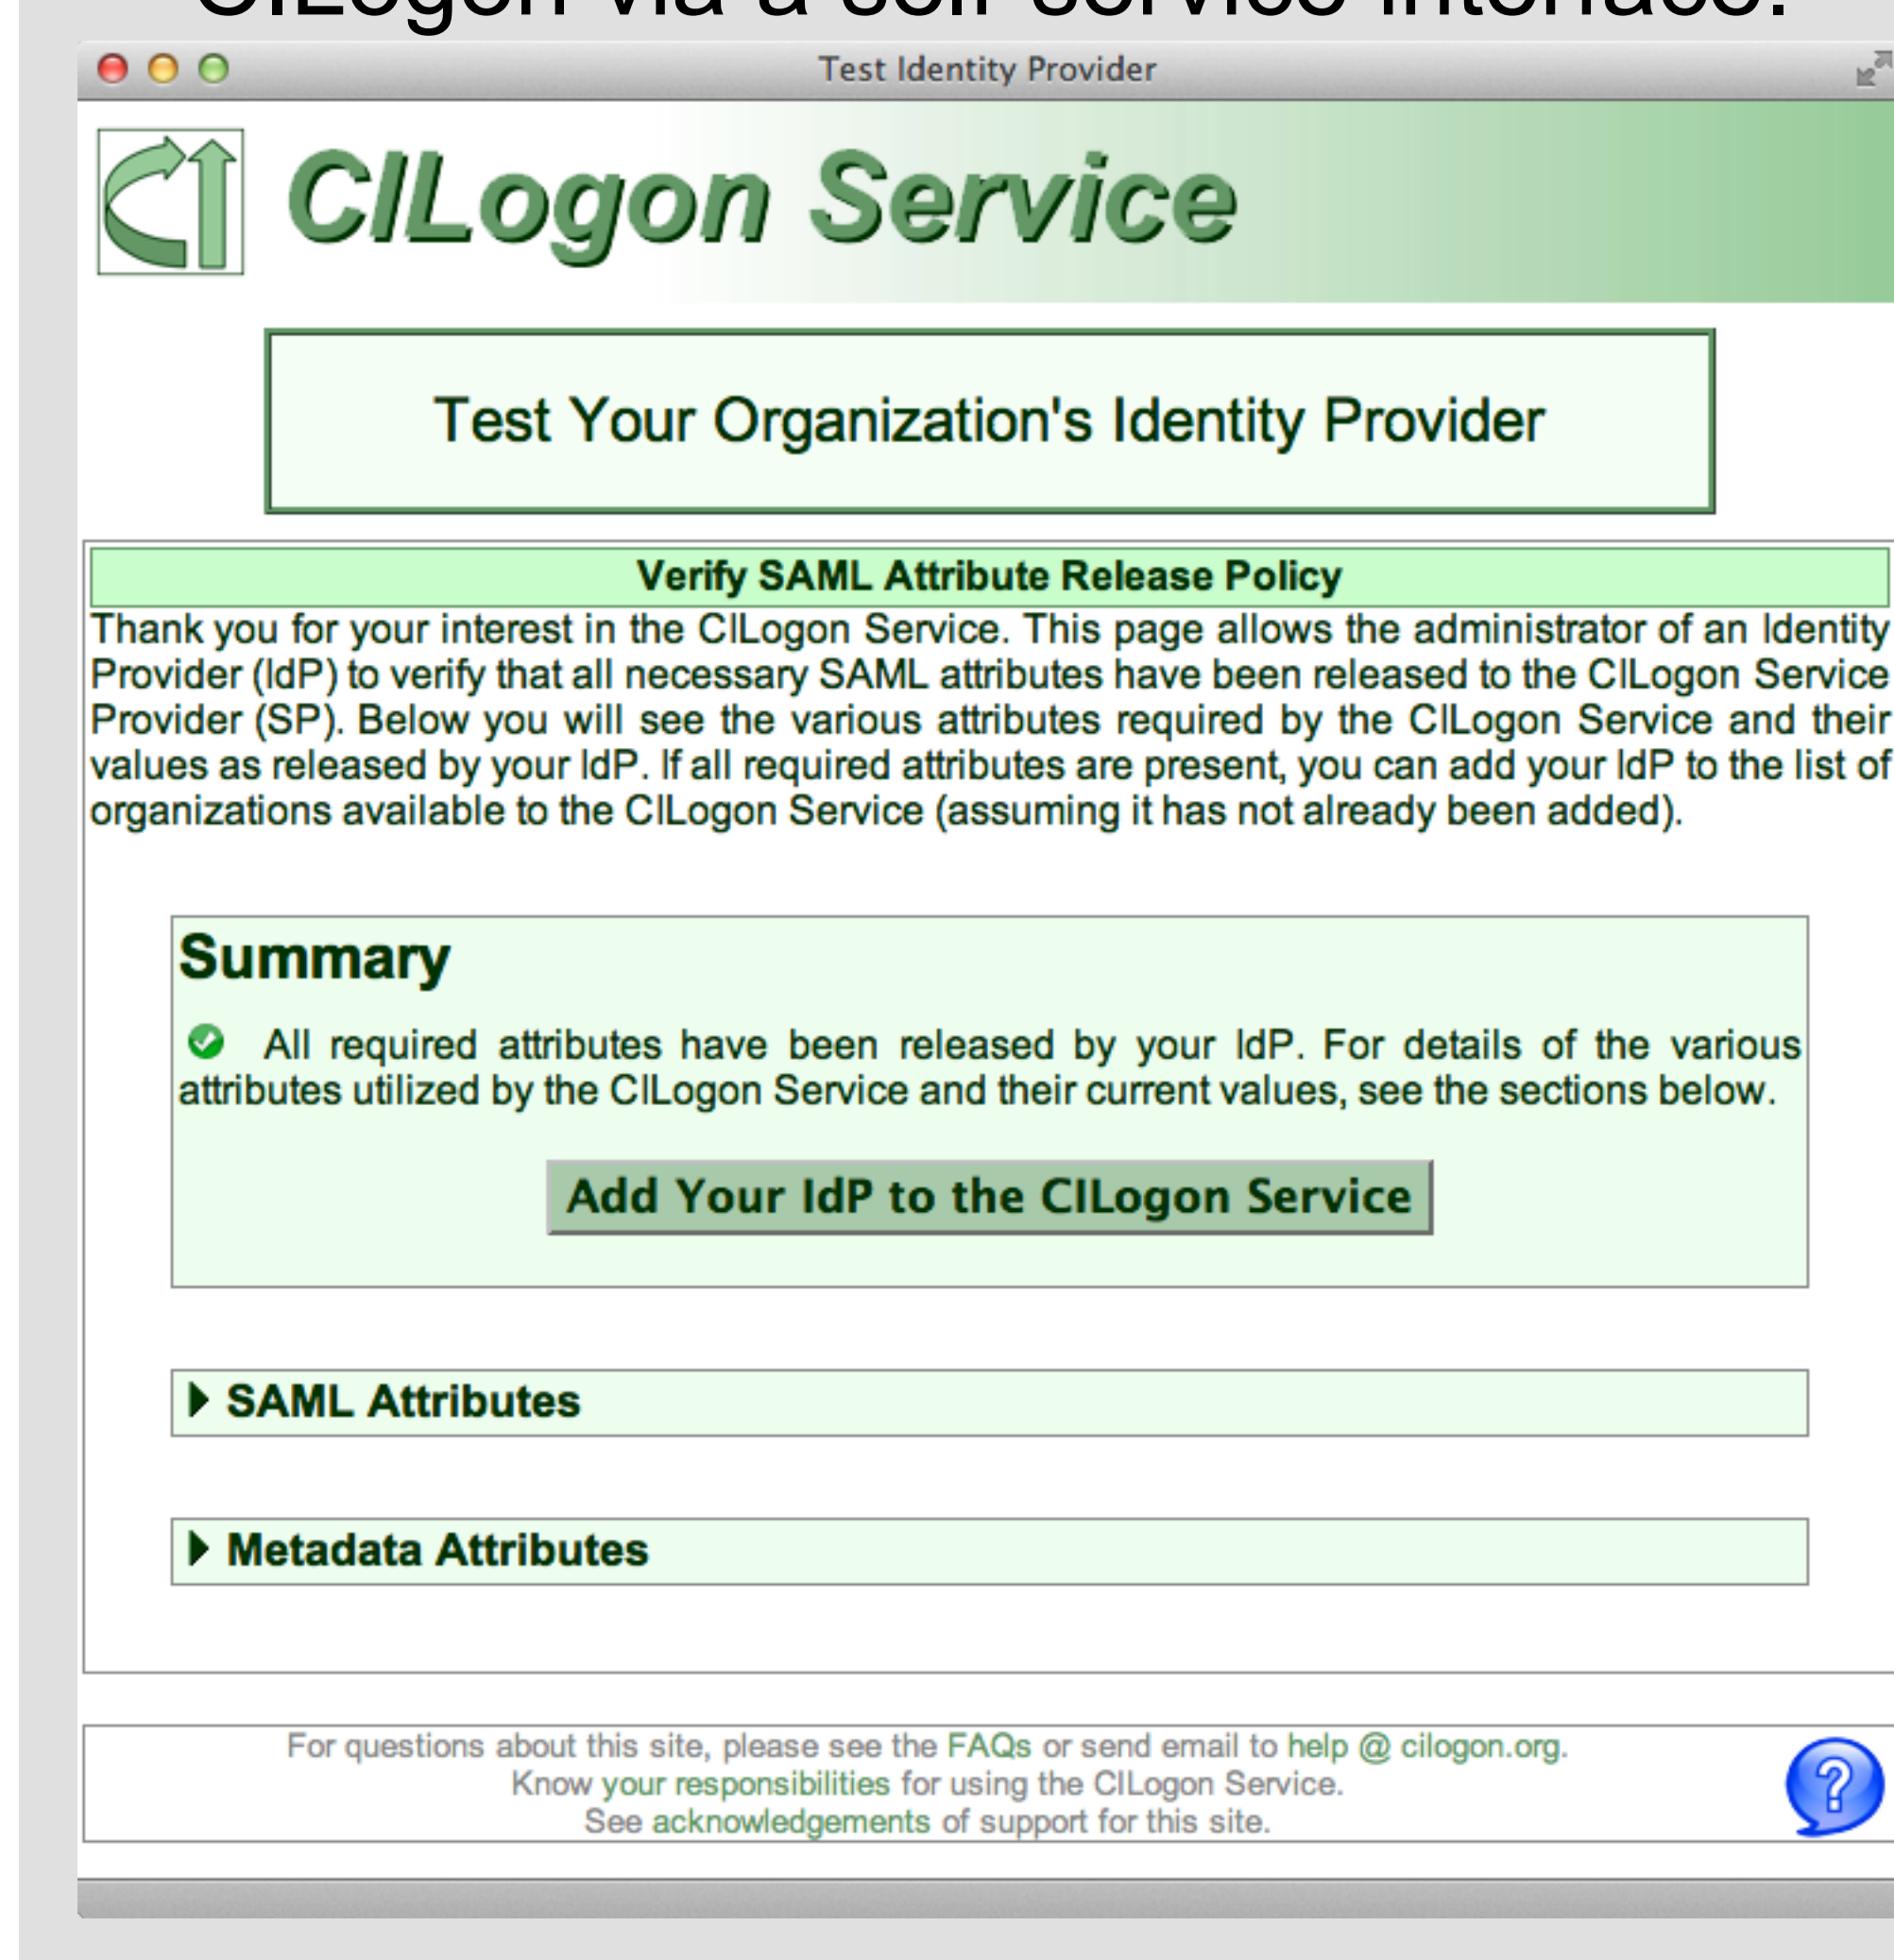 CILogon via a self-service interface.
Test Identity Provider
CILogon Service
Test Your Organization's Identity Provider
Verify SAML Attribute Release Policy
Thank you for your interest in the CILogon Service. This page allows the administrator of an Identity
Provider (IdP) to verify that all necessary SAML attributes have been released to the CILogon Service
Provider (SP). Below you will see the various attributes required by the CILogon Service and their
values as released by your IdP. If all required attributes are present, you can add your IdP to the list of
organizations available to the CILogon Service (assuming it has not already been added).
Summary
All required attributes have been released by your IdP. For details of the various
attributes utilized by the CILogon Service and their current values, see the sections below.
Add Your IdP to the CILogon Service
SAML Attributes
Metadata Attributes
For questions about this site, please see the FAQs or send email to help @ cilogon.org.
Know your responsibilities for using the CILogon Service.
See acknowledgements of support for this site.